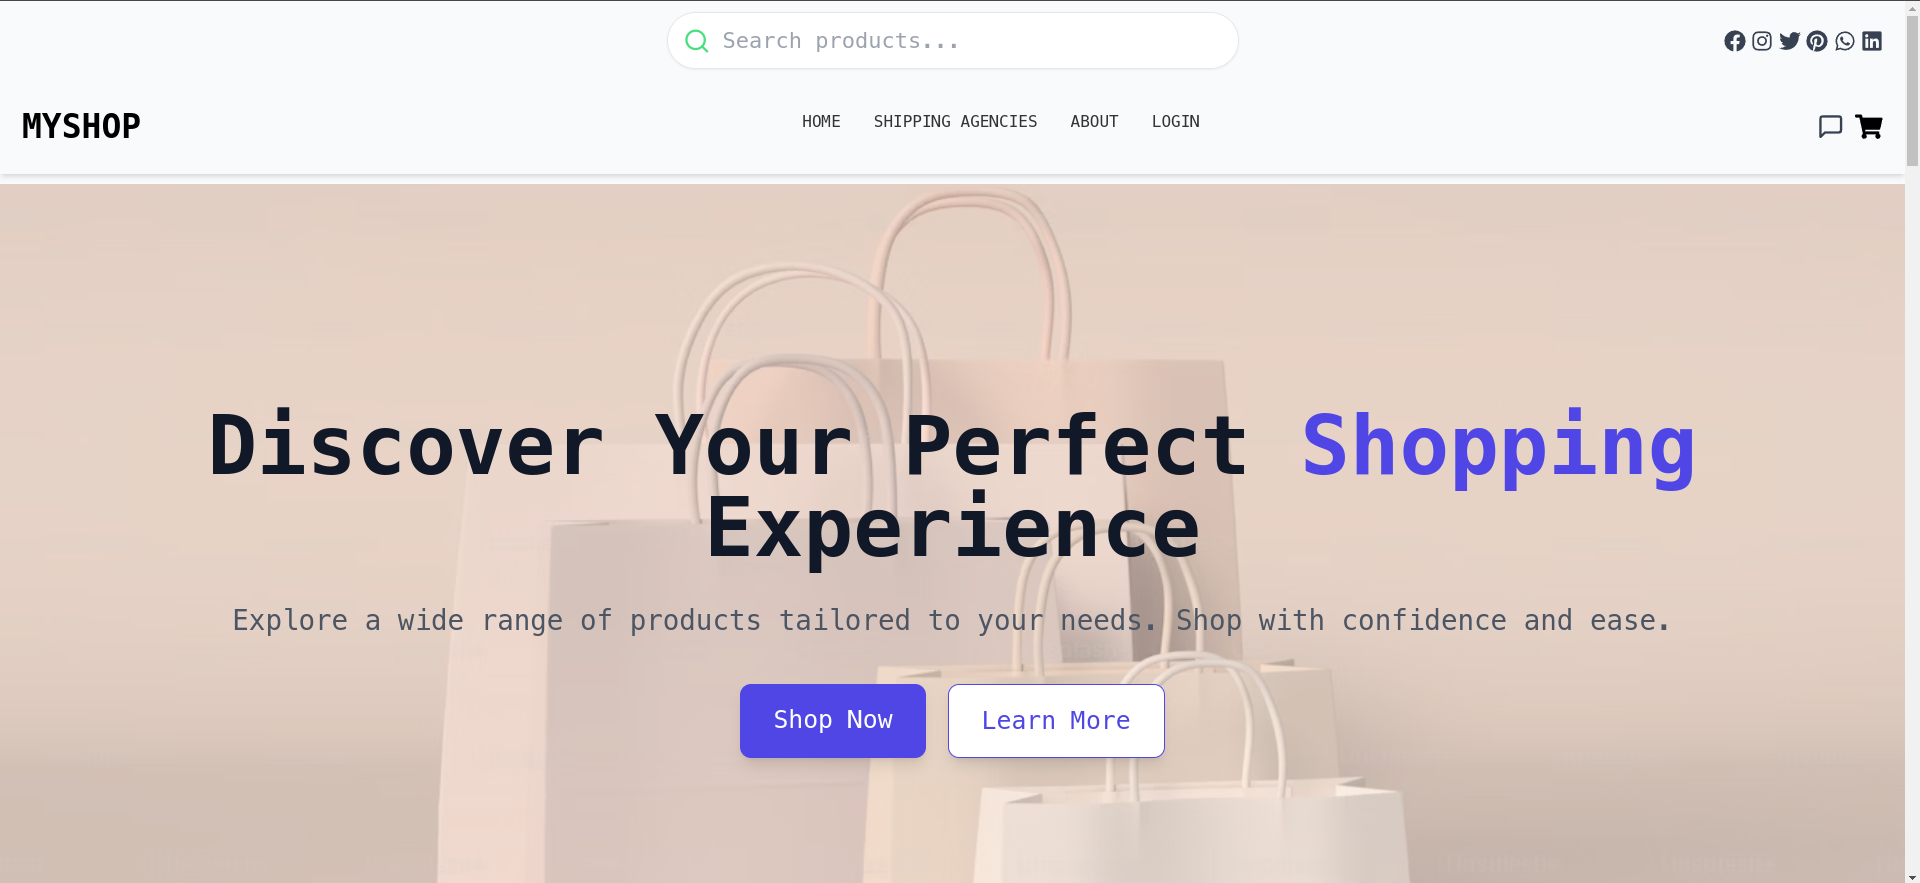 Search products...
MYSHOP
HOME SHIPPING AGENCIES ABOUT LOGIN
Discover Your Perfect Shopping
Experience
Explore a wide range of products tailored to your needs. Shop with confidence and ease.
Shop Now
Learn More